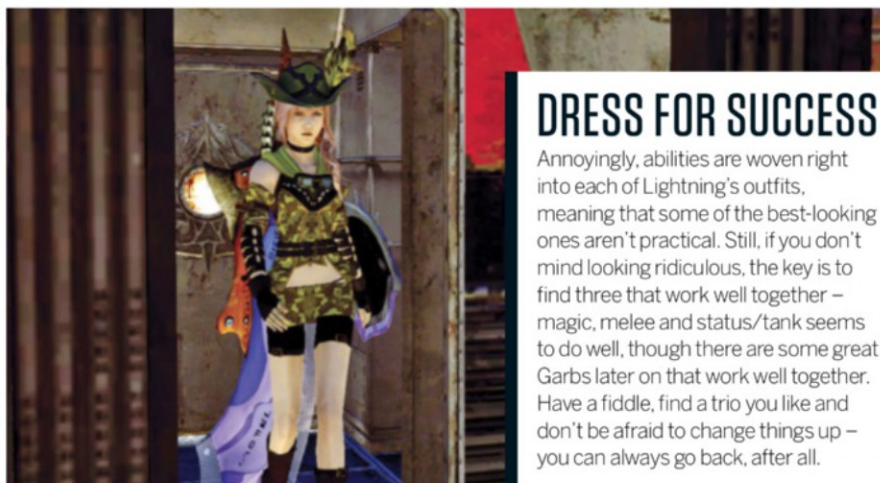 DRESS FOR SUCCESS
Annoyingly, abilities are woven right
into each of Lightning's outfits,
meaning that some of the best-looking
ones aren't practical. Still, if you don't
mind looking ridiculous, the key is to
find three that work well together –
magic, melee and status/tank seems
to do well, though there are some great
Garbs later on that work well together.
Have a fiddle, find a trio you like and
don't be afraid to change things up –
you can always go back, after all.